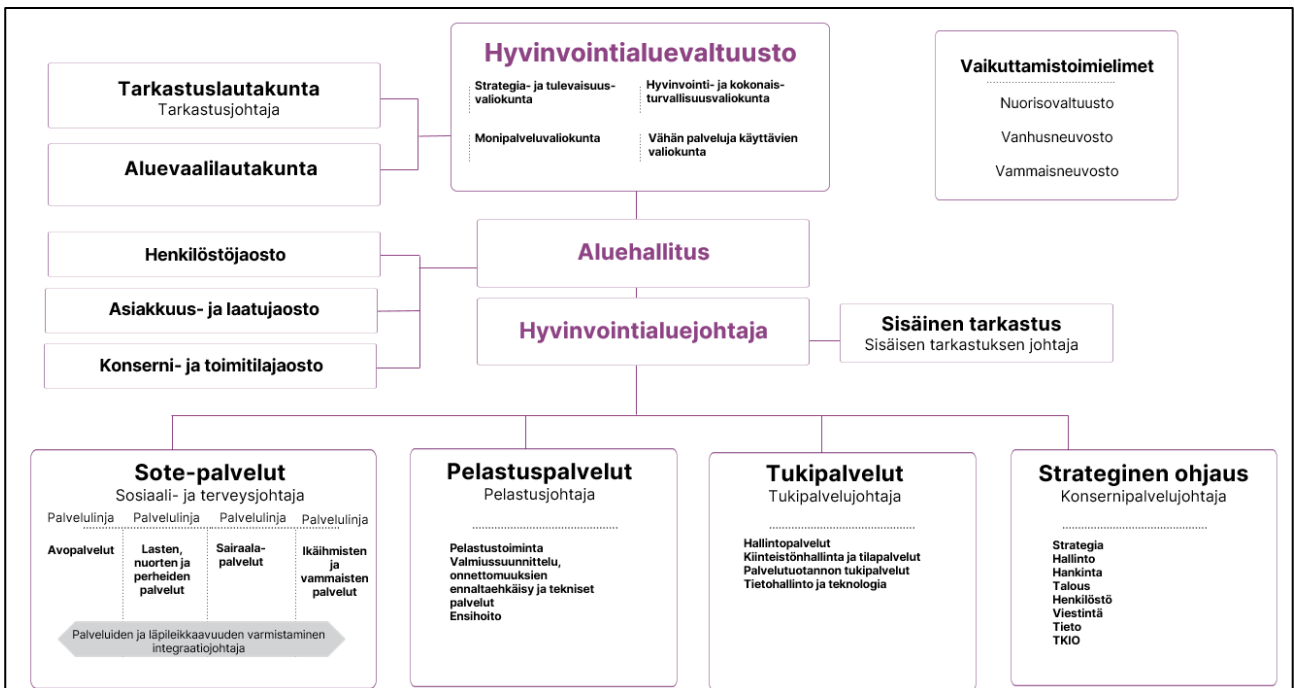 Hyvinvointialuevaltuusto
Strategia- ja tulevaisuus-
valiokunta
Hyvinvointi- ja kokonais-
turvallisuusvaliokunta
Monipalveluvaliokunta
Vähän palveluja käyttävien
valiokunta
Tarkastuslautakunta
Tarkastusjohtaja
Aluevaalilautakunta
Vaikuttamistoimielimet
Nuorisovaltuusto
Vanhusneuvosto
Vammaisneuvosto
Aluehallitus
Henkilöstöjaosto
Asiakkuus- ja laatujaosto
Konserni- ja toimitilajaosto
Hyvinvointialuejohtaja
Sisäinen tarkastus
Sisäisen tarkastuksen johtaja
Sote-palvelut
Sosiaali- ja terveysjohtaja
Palvelulinja
Avopalvelut
Palvelulinja
Lasten,
nuorten ja
perheiden
palvelut
Palvelulinja
Sairaala-
palvelut
Palvelulinja
Ikäihmisten
ja
vammaisten
palvelut
Palveluiden ja läpileikkaavuuden varmistaminen
integraatiojohtaja
Pelastuspalvelut
Pelastusjohtaja
Pelastustoiminta
Valmiussuunnittelu,
onnettomuuksien
ennaltaehkäisy ja tekniset
palvelut
Ensihoito
Tukipalvelut
Tukipalvelujohtaja
Hallintopalvelut
Kiinteistönhallinta ja tilapalvelut
Palvelutuotannon tukipalvelut
Tietohallinto ja teknologia
Strateginen ohjaus
Konsernipalvelujohtaja
Strategia
Hallinto
Hankinta
Talous
Henkilöstö
Viestintä
Tieto
TKIO